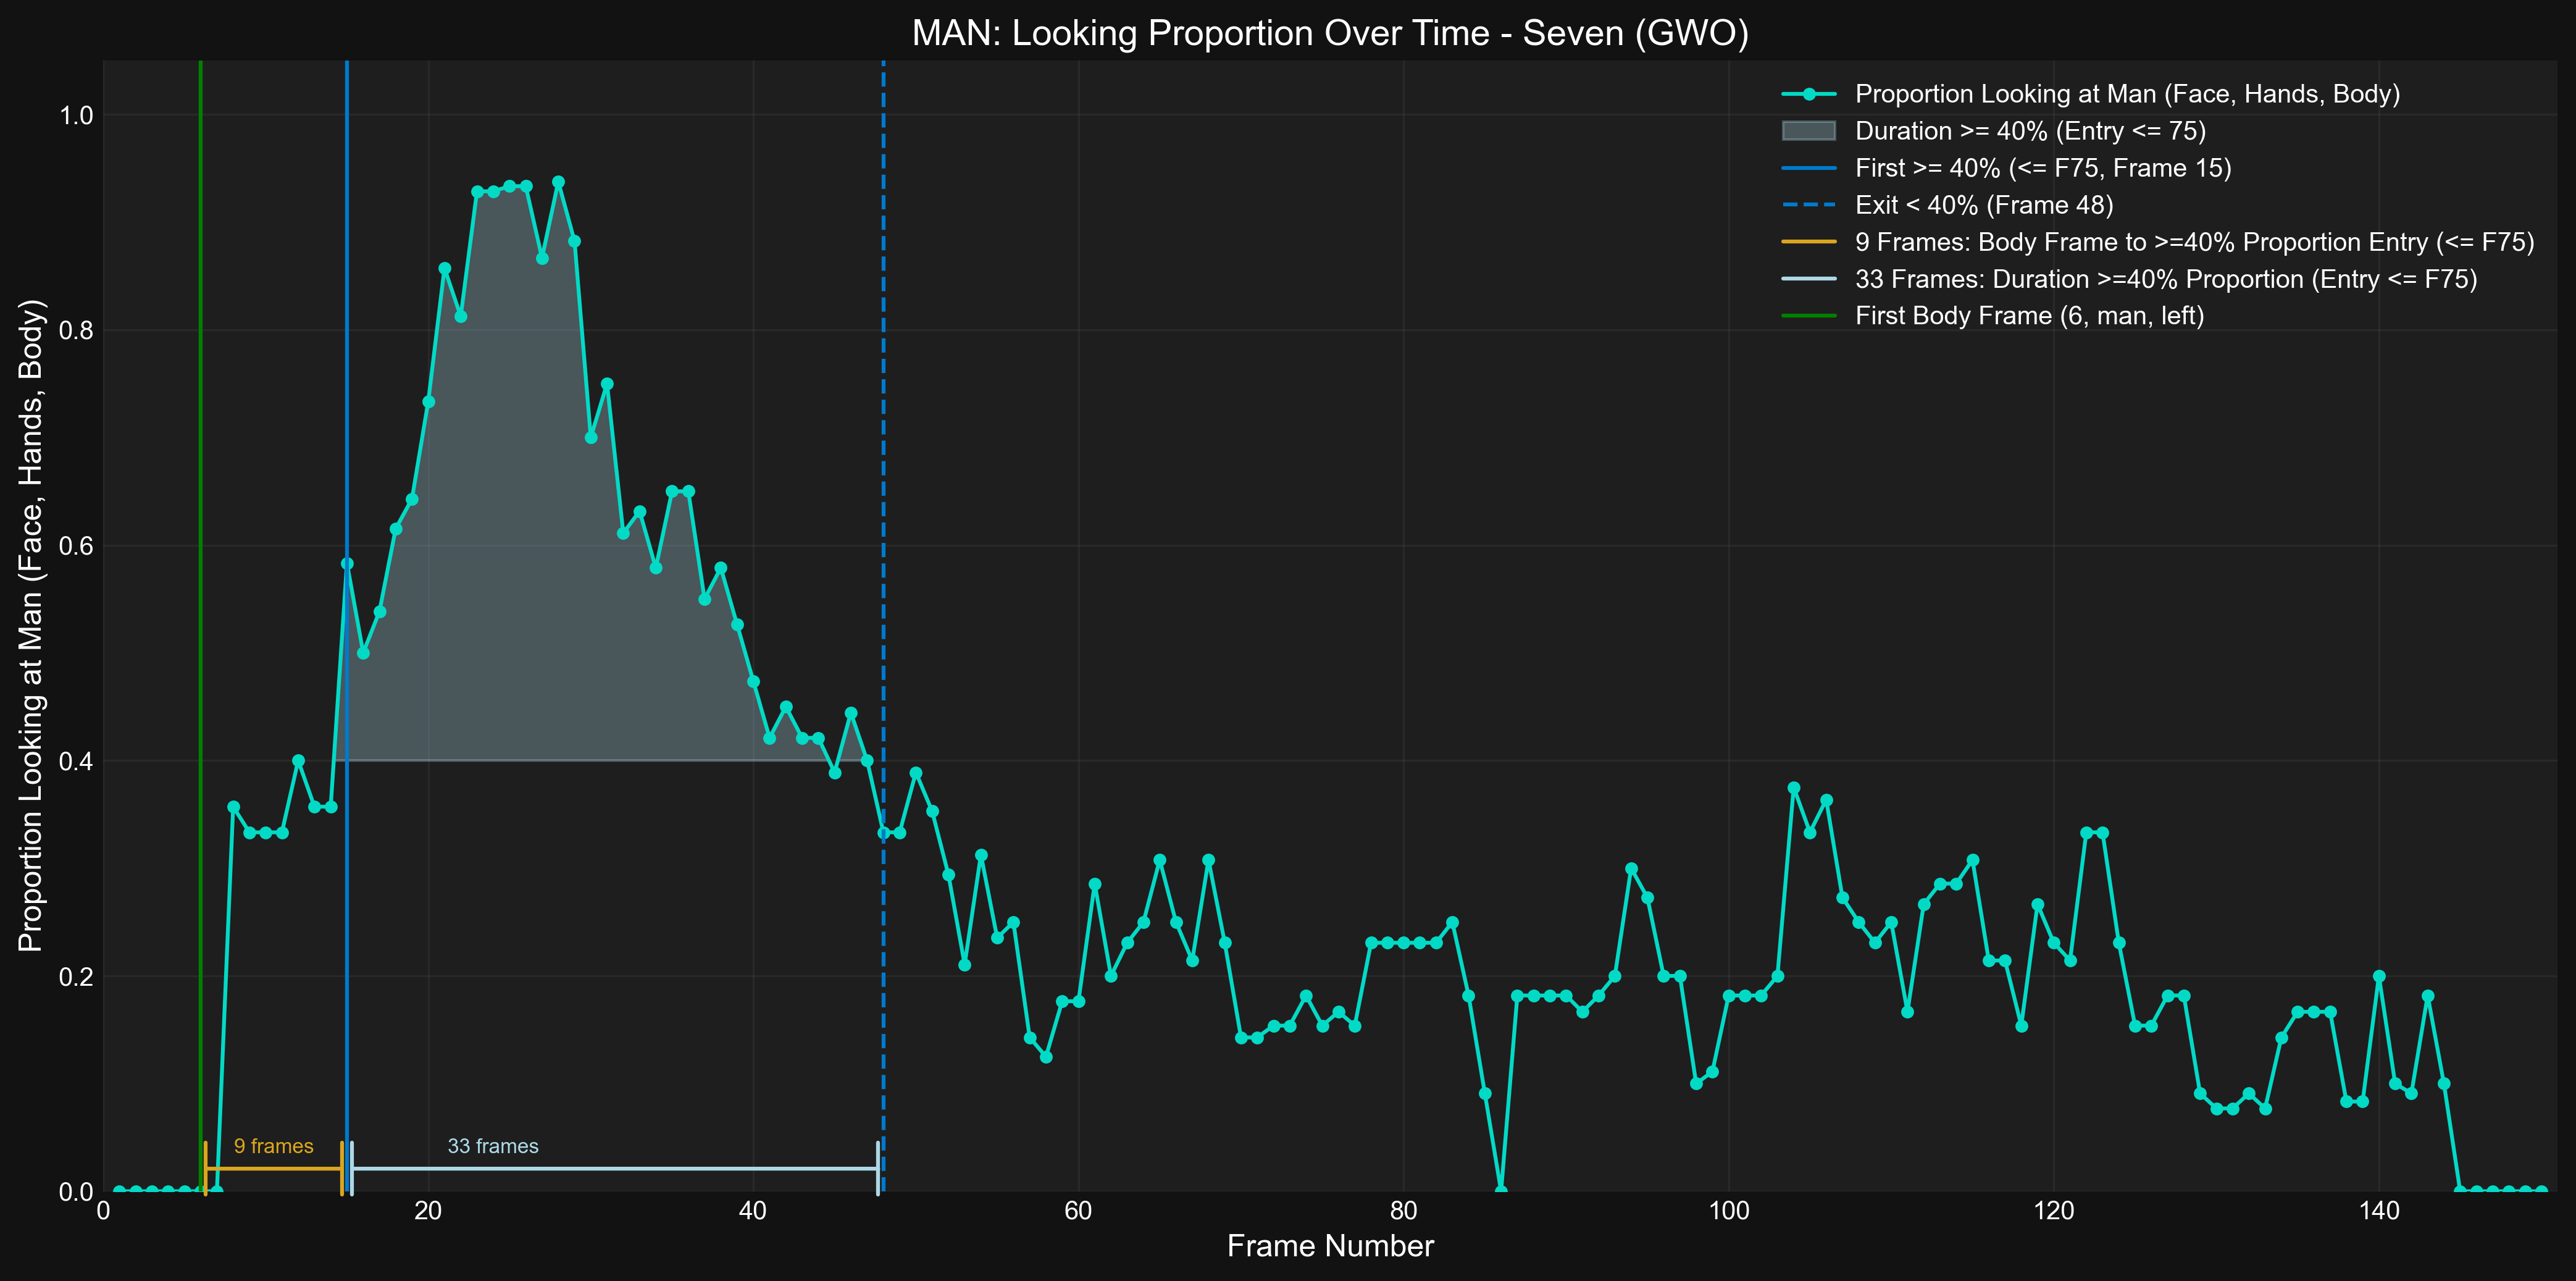 MAN: Looking Proportion Over Time - Seven (GWO)
Proportion Looking at Man (Face, Hands, Body)
Duration >= 40% (Entry <= 75)
First >= 40% (<= F75, Frame 15)
Exit < 40% (Frame 48)
9 Frames: Body Frame to >=40% Proportion Entry (<= F75)
33 Frames: Duration >=40% Proportion (Entry <= F75)
First Body Frame (6, man, left)
Proportion Looking at Man (Face, Hands, Body)
1.0
0.8
0.6
0.4
0.2
0.0
9 frames
33 frames
0 20 40 60 80 100 120 140
Frame Number